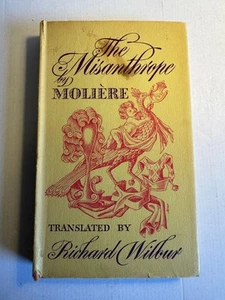 The
Misanthrope
by
MOLIÈRE
TRANSLATED BY
Richard Wilbur